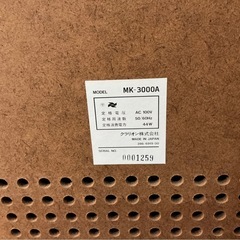 MODEL MK-3000A
定格電圧 AC 100V
定格周波数 50/60Hz
定格消費電力 44W
クラリオン株式会社
MADE IN JAPAN
SERIAL NO.
0001259